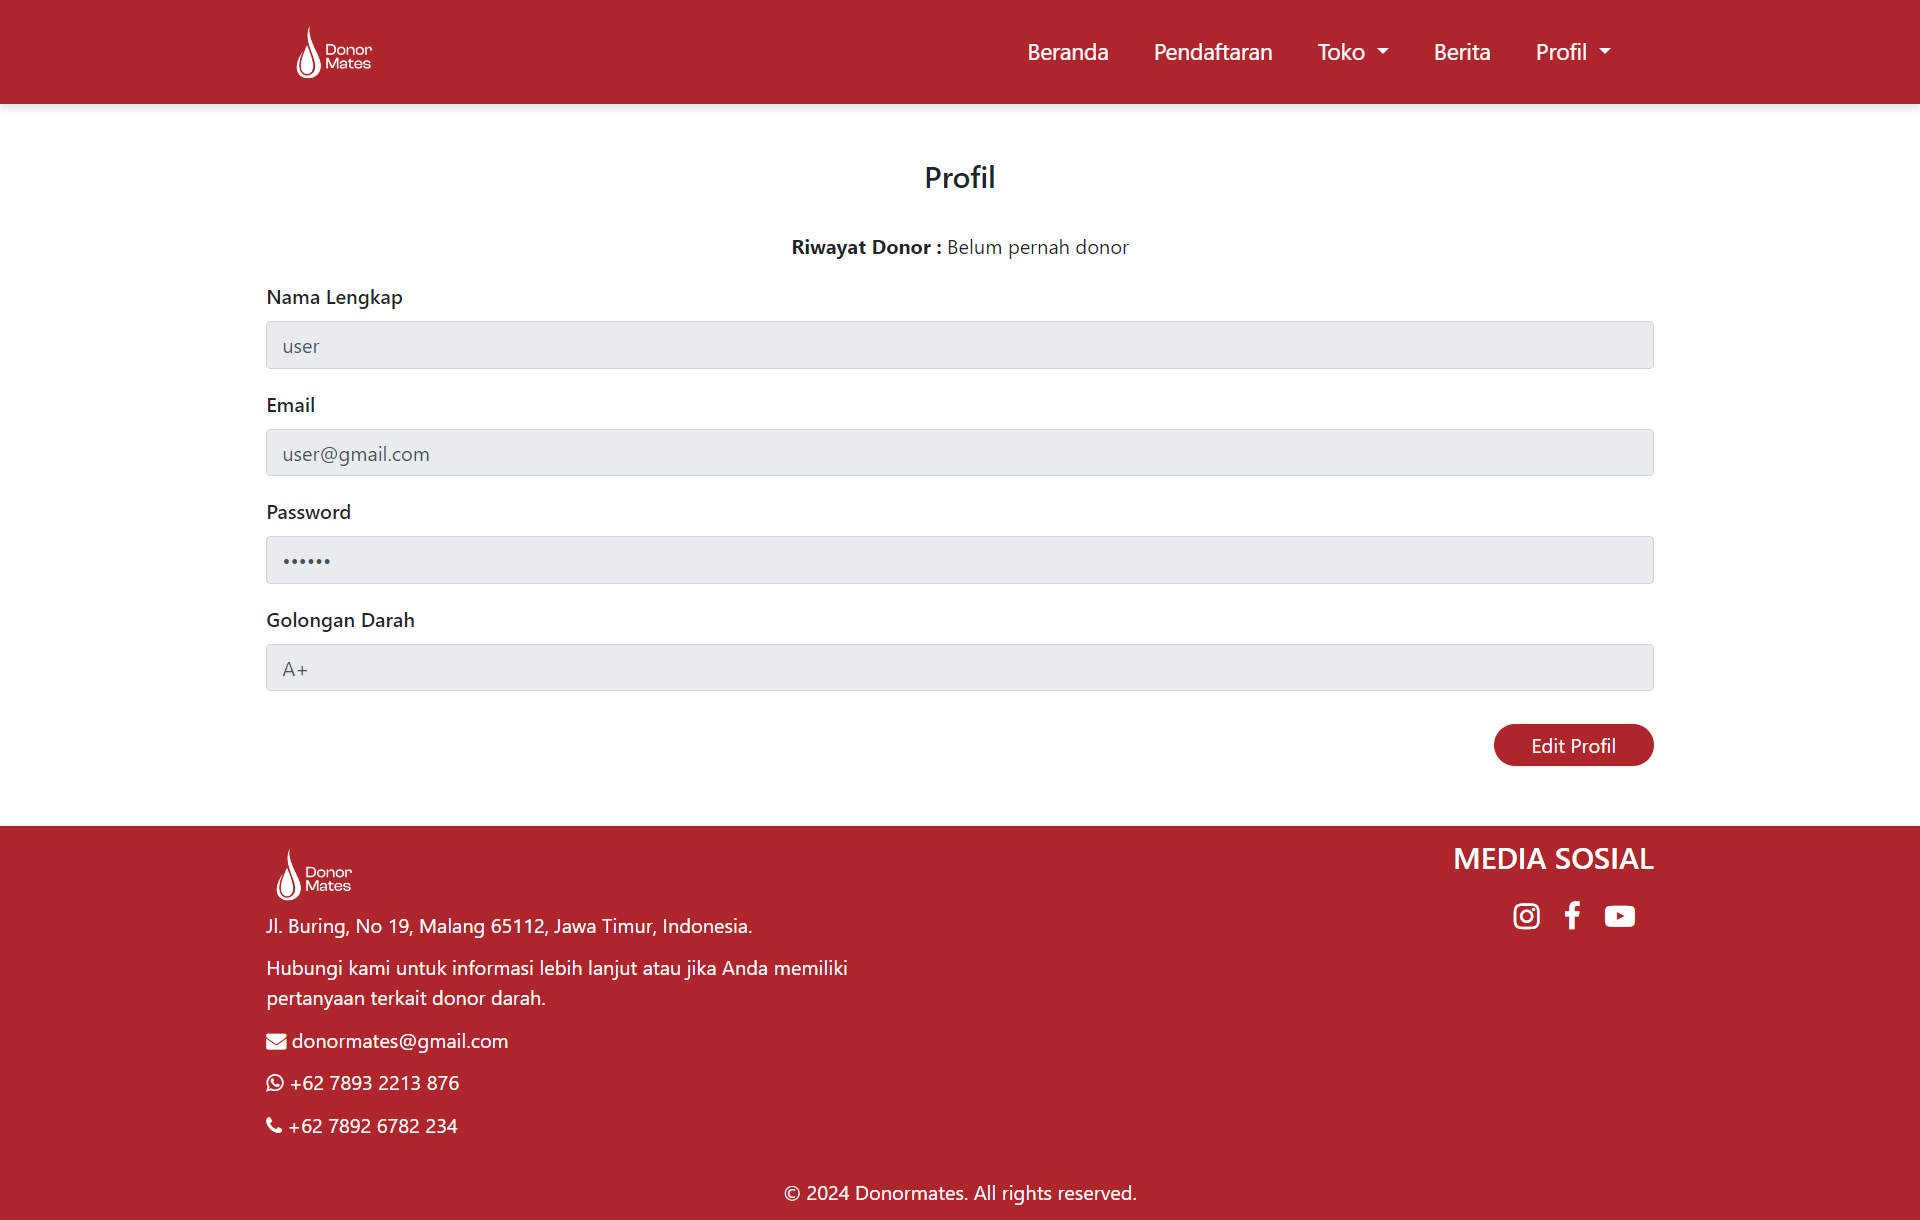 Donor
Mates
Beranda
Pendaftaran
Toko
Berita
Profil
Profil
Riwayat Donor : Belum pernah donor
Nama Lengkap
user
Email
user@gmail.com
Password
••••••
Golongan Darah
A+
Edit Profil
Donor
Mates
Jl. Buring, No 19, Malang 65112, Jawa Timur, Indonesia.
Hubungi kami untuk informasi lebih lanjut atau jika Anda memiliki
pertanyaan terkait donor darah.
donormates@gmail.com
+62 7893 2213 876
+62 7892 6782 234
MEDIA SOSIAL
© 2024 Donormates. All rights reserved.